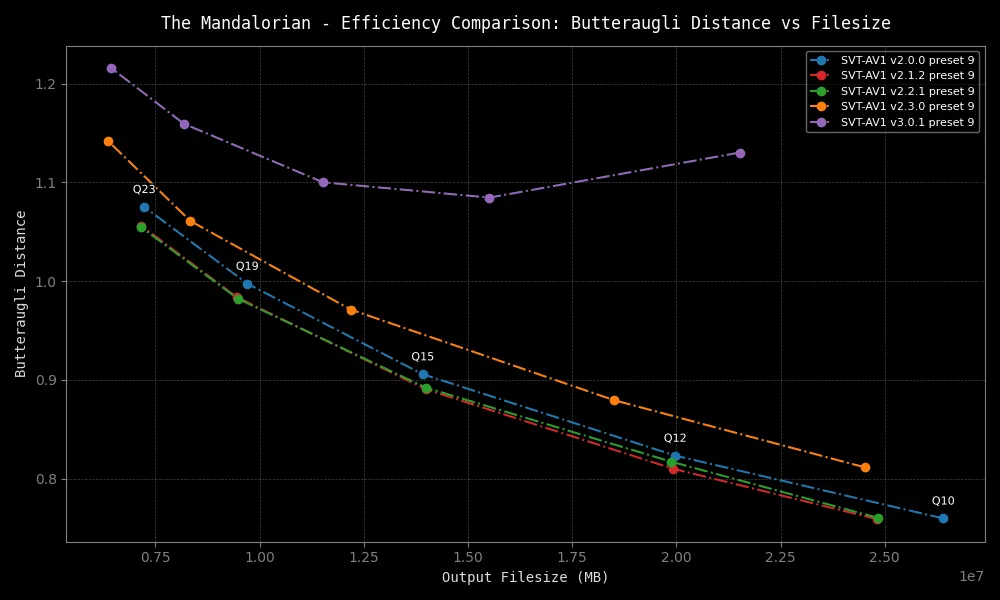 The Mandalorian - Efficiency Comparison: Butteraugli Distance vs Filesize
SVT-AV1 v2.0.0 preset 9
SVT-AV1 v2.1.2 preset 9
SVT-AV1 v2.2.1 preset 9
SVT-AV1 v2.3.0 preset 9
SVT-AV1 v3.0.1 preset 9
Butteraugli Distance
1.2
1.1
1.0
0.9
0.8
Q23
Q19
Q15
Q12
Q10
0.75 1.00 1.25 1.50 1.75 2.00 2.25 2.50
1e7
Output Filesize (MB)